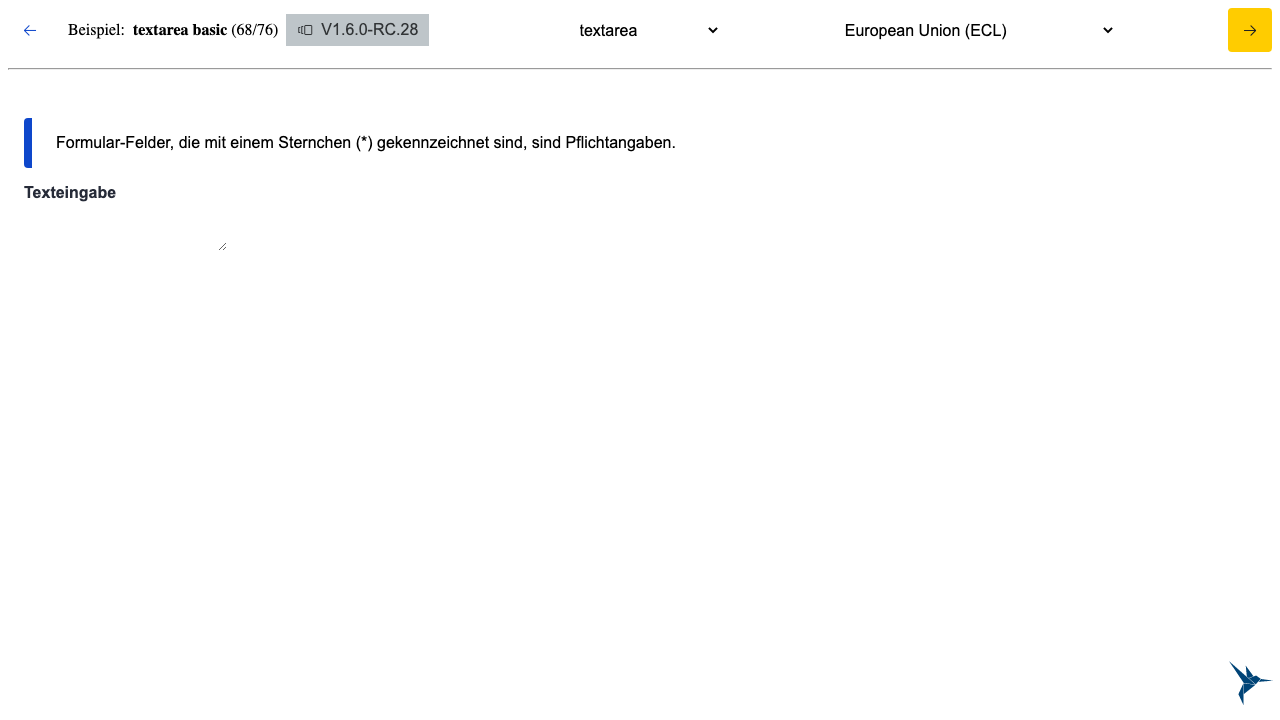 Beispiel: textarea basic (68/76) V1.6.0-RC.28 textarea European Union (ECL)
Formular-Felder, die mit einem Sternchen (*) gekennzeichnet sind, sind Pflichtangaben.
Texteingabe